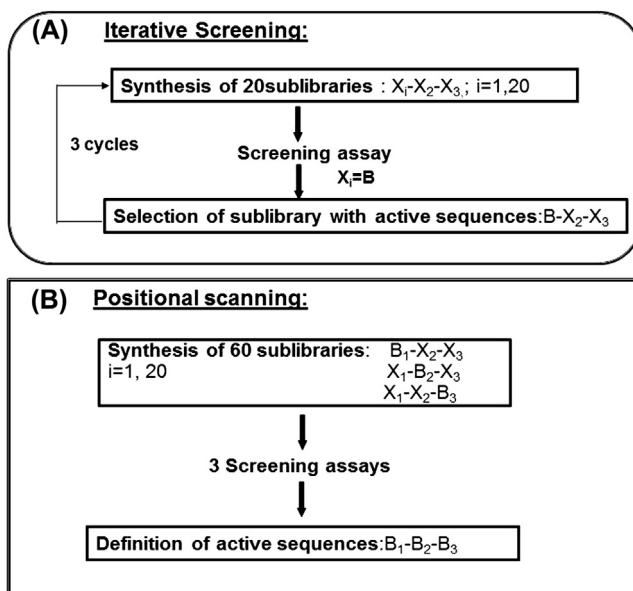 (A) Iterative Screening:
Synthesis of 20sublibraries : Xi-X2-X3,; i=1,20
3 cycles
Screening assay
Xi=B
Selection of sublibrary with active sequences:B-X2-X3
(B) Positional scanning:
Synthesis of 60 sublibraries: B1-X2-X3
i=1, 20 X1-B2-X3
X1-X2-B3
3 Screening assays
Definition of active sequences:B1-B2-B3